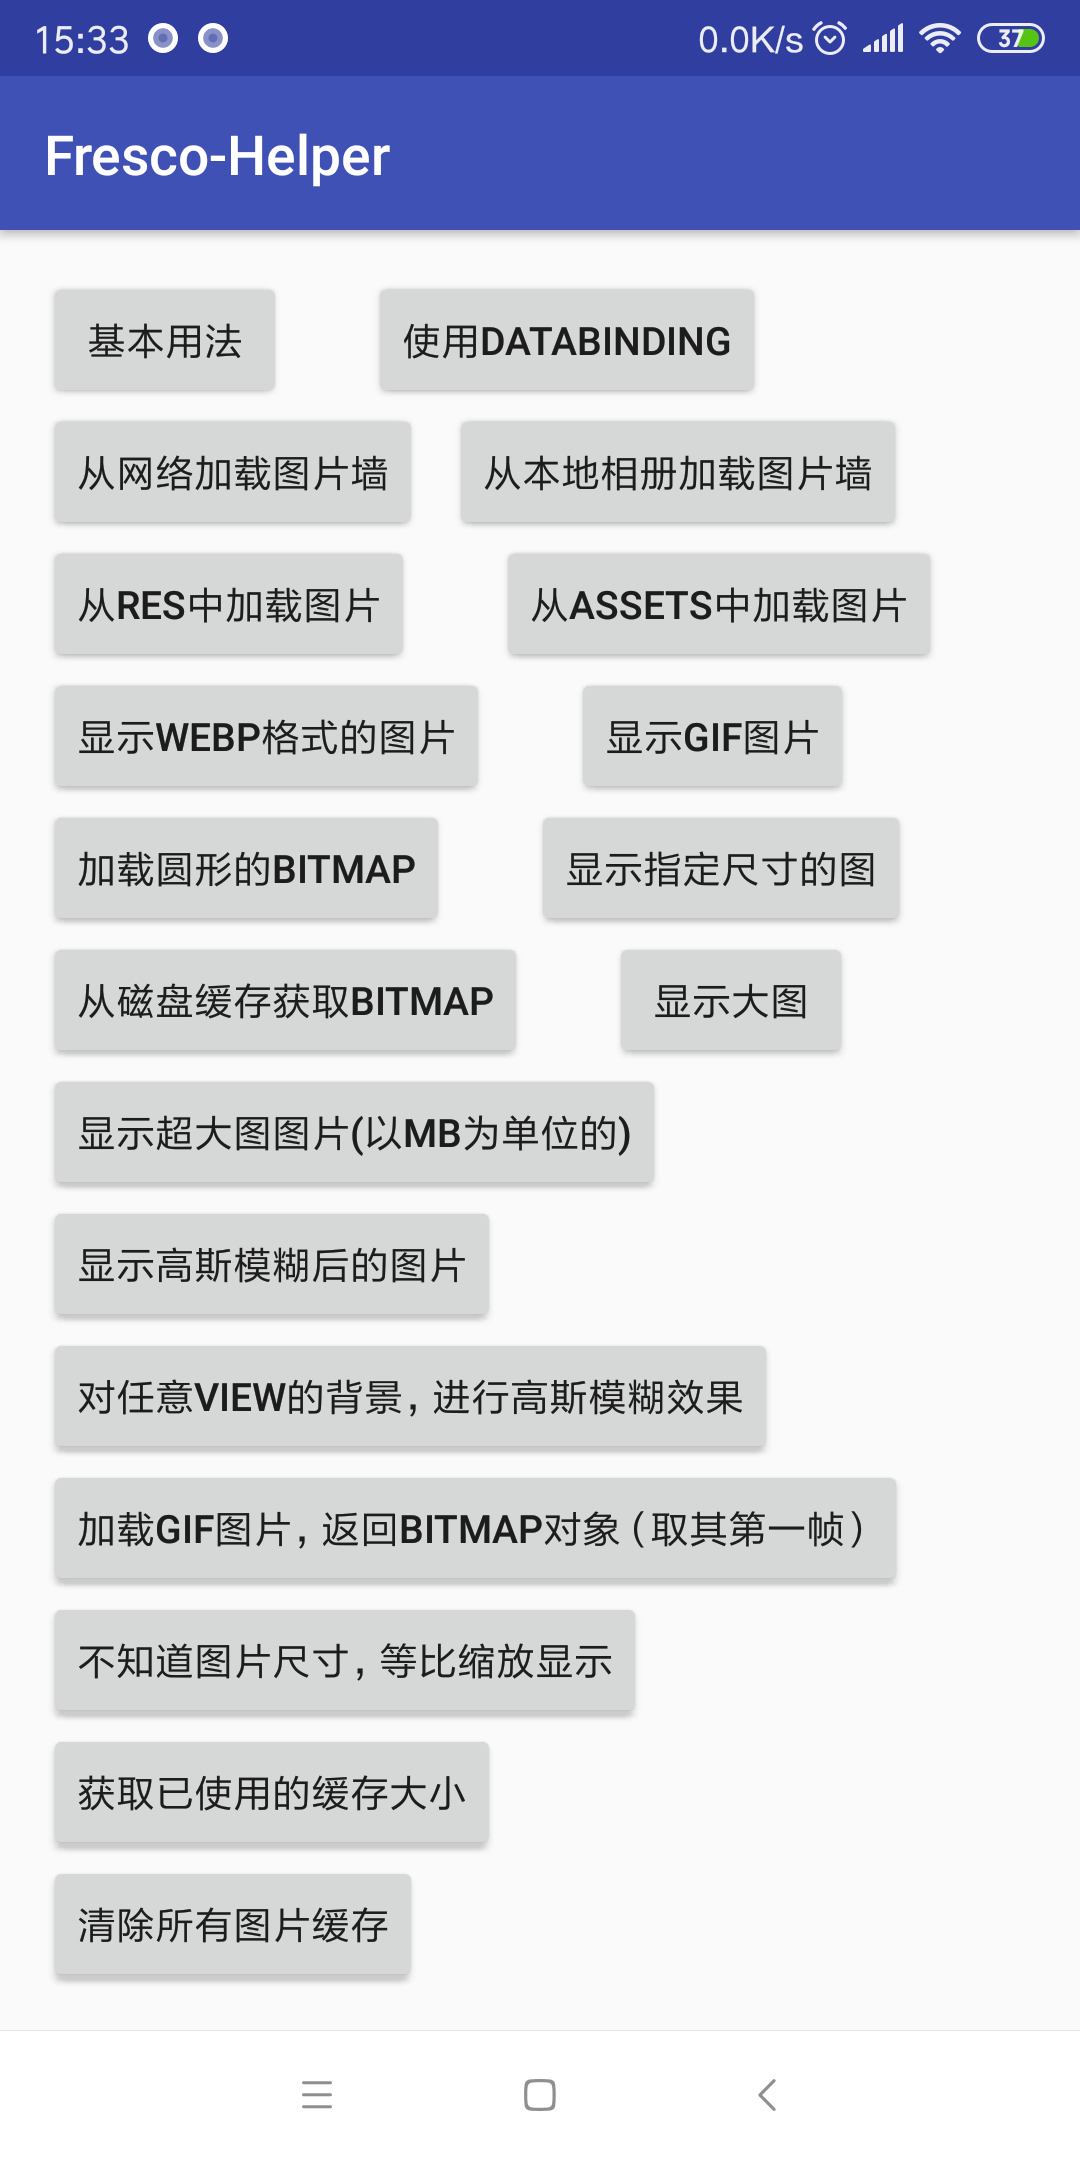 15:33 0.0K/s 37
Fresco-Helper
基本用法 使用DATABINDING
从网络加载图片墙 从本地相册加载图片墙
从RES中加载图片 从ASSETS中加载图片
显示WEBP格式的图片 显示GIF图片
加载圆形的BITMAP 显示指定尺寸的图
从磁盘缓存获取BITMAP 显示大图
显示超大图图片(以MB为单位的)
显示高斯模糊后的图片
对任意VIEW的背景，进行高斯模糊效果
加载GIF图片，返回BITMAP对象（取其第一帧）
不知道图片尺寸，等比缩放显示
获取已使用的缓存大小
清除所有图片缓存